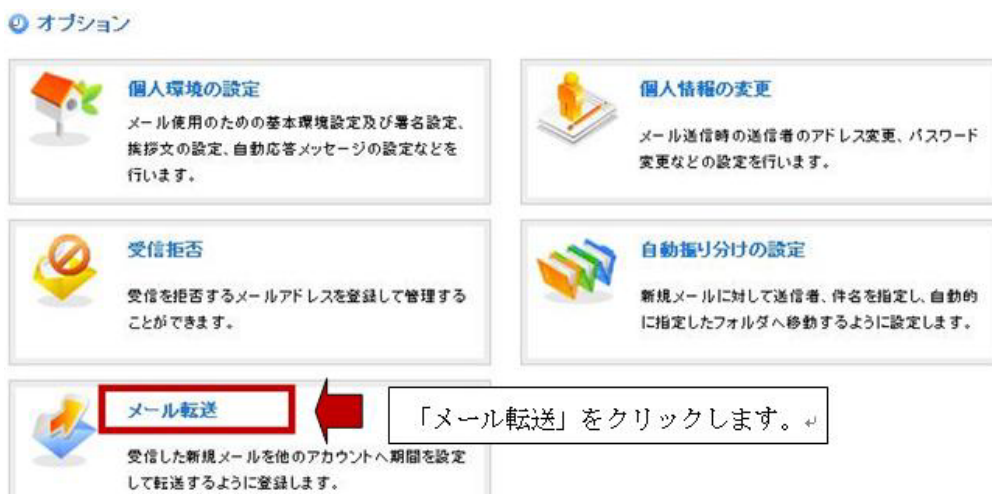 オプション
個人環境の設定
メール使用のための基本環境設定及び署名設定、
挨拶文の設定、自動応答メッセージの設定などを
行います。
個人情報の変更
メール送信時の送信者のアドレス変更、パスワード
変更などの設定を行います。
受信拒否
受信を拒否するメールアドレスを登録して管理する
ことができます。
自動振り分けの設定
新規メールに対して送信者、件名を指定し、自動的
に指定したフォルダへ移動するように設定します。
メール転送
「メール転送」をクリックします。↵
受信した新規メールを他のアカウントへ期間を設定
して転送するように登録します。